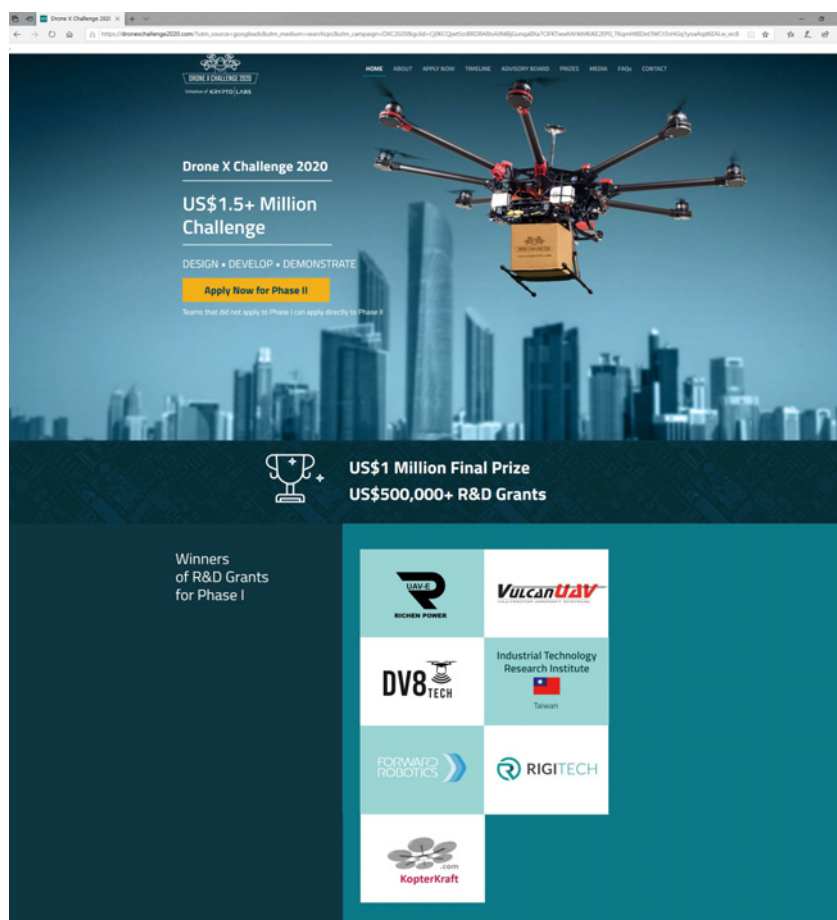 Drone X Challenge 2020
DRONE X CHALLENGE 2020
Initiative of KRYPTO LABS
HOME ABOUT APPLY NOW TIMELINE ADVISORY BOARD PRIZES MEDIA FAQs CONTACT
Drone X Challenge 2020
US$1.5+ Million
Challenge
DESIGN • DEVELOP • DEMONSTRATE
Apply Now for Phase II
Teams that did not apply to Phase I can apply directly to Phase II
US$1 Million Final Prize
US$500,000+ R&D Grants
Winners
of R&D Grants
for Phase I
UAV-E
RICHEN POWER
VULCANUAV
DV8
TECH
Industrial Technology
Research Institute
Taiwan
FORWARD
ROBOTICS
RIGITECH
.com
KopterKraft